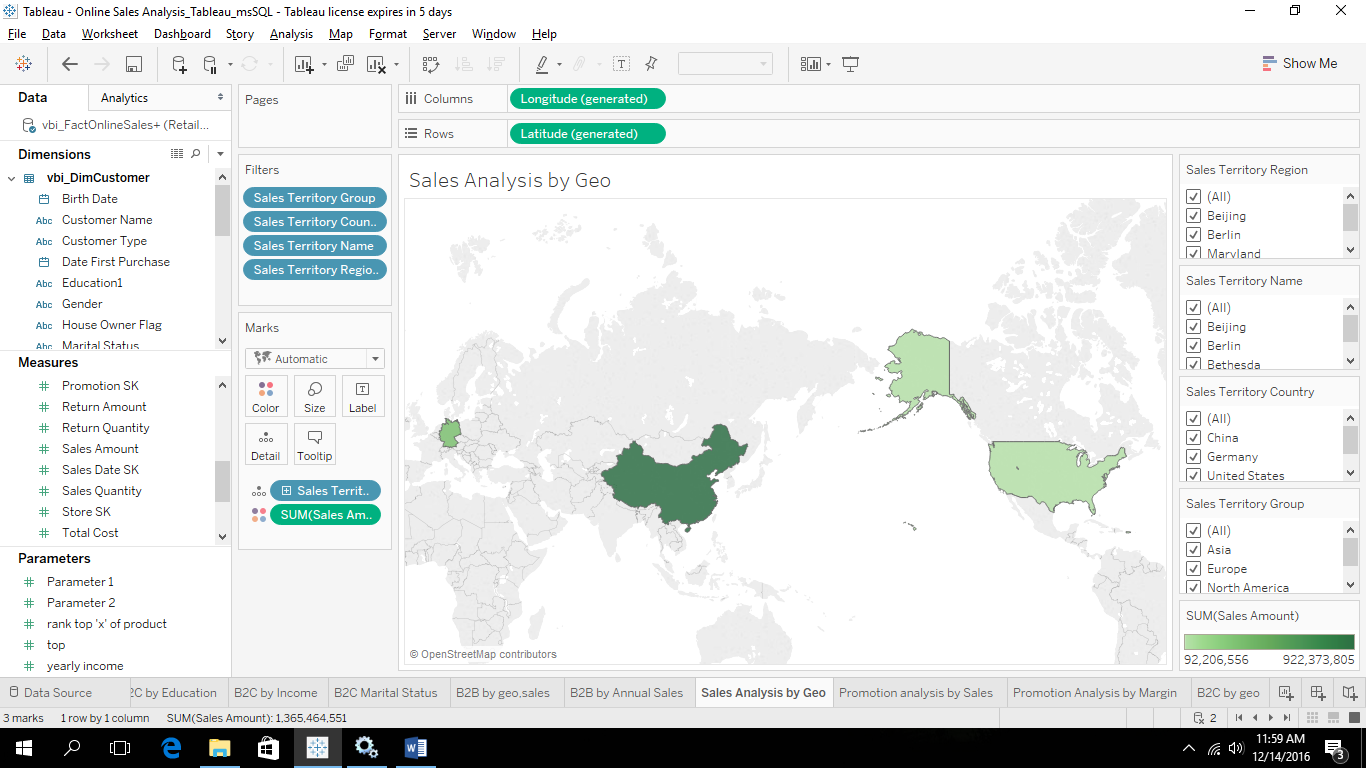 Tableau - Online Sales Analysis_Tableau_msSQL - Tableau license expires in 5 days
File Data Worksheet Dashboard Story Analysis Map Format Server Window Help
Show Me
Data Analytics
vbi_FactOnlineSales+ (Retail...
Dimensions
vbi_DimCustomer
Birth Date
Abc Customer Name
Abc Customer Type
Date First Purchase
Abc Education1
Abc Gender
Abc House Owner Flag
Abc Marital Status
Measures
Promotion SK
Return Amount
Return Quantity
Sales Amount
Sales Date SK
Sales Quantity
Store SK
Total Cost
Parameters
Parameter 1
Parameter 2
rank top 'x' of product
top
yearly income
Pages
Filters
Sales Territory Group
Sales Territory Coun..
Sales Territory Name
Sales Territory Regio..
Marks
Automatic
Color Size Label
Detail Tooltip
Sales Territ..
SUM(Sales Am..
Columns Longitude (generated)
Rows Latitude (generated)
Sales Analysis by Geo
© OpenStreetMap contributors
Sales Territory Region
(All)
Beijing
Berlin
Maryland
Sales Territory Name
(All)
Beijing
Berlin
Bethesda
Sales Territory Country
(All)
China
Germany
United States
Sales Territory Group
(All)
Asia
Europe
North America
SUM(Sales Amount)
92,206,556 922,373,805
Data Source 2C by Education B2C by Income B2C Marital Status B2B by geo,sales B2B by Annual Sales Sales Analysis by Geo Promotion analysis by Sales Promotion Analysis by Margin B2C by geo
3 marks 1 row by 1 column SUM(Sales Amount): 1,365,464,551 2
11:59 AM
12/14/2016
3